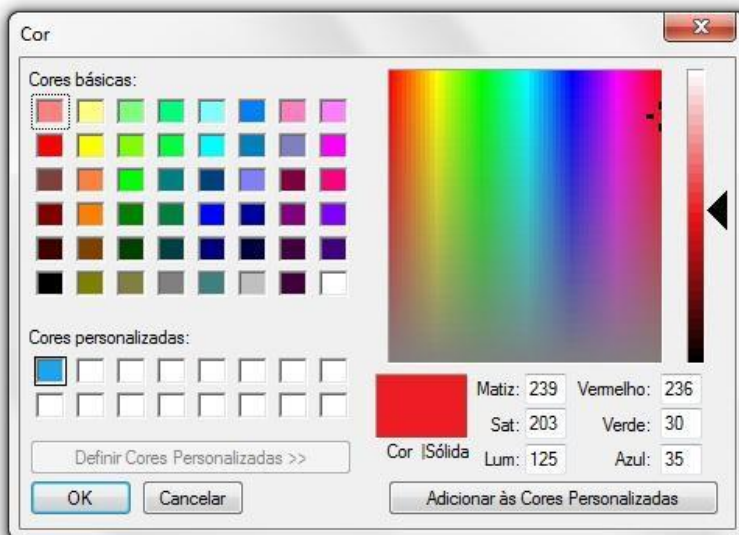 Cor
Cores básicas:
Cores personalizadas:
Definir Cores Personalizadas >>
OK
Cancelar
Cor |Sólida
Matiz: 239
Sat: 203
Lum: 125
Vermelho: 236
Verde: 30
Azul: 35
Adicionar às Cores Personalizadas